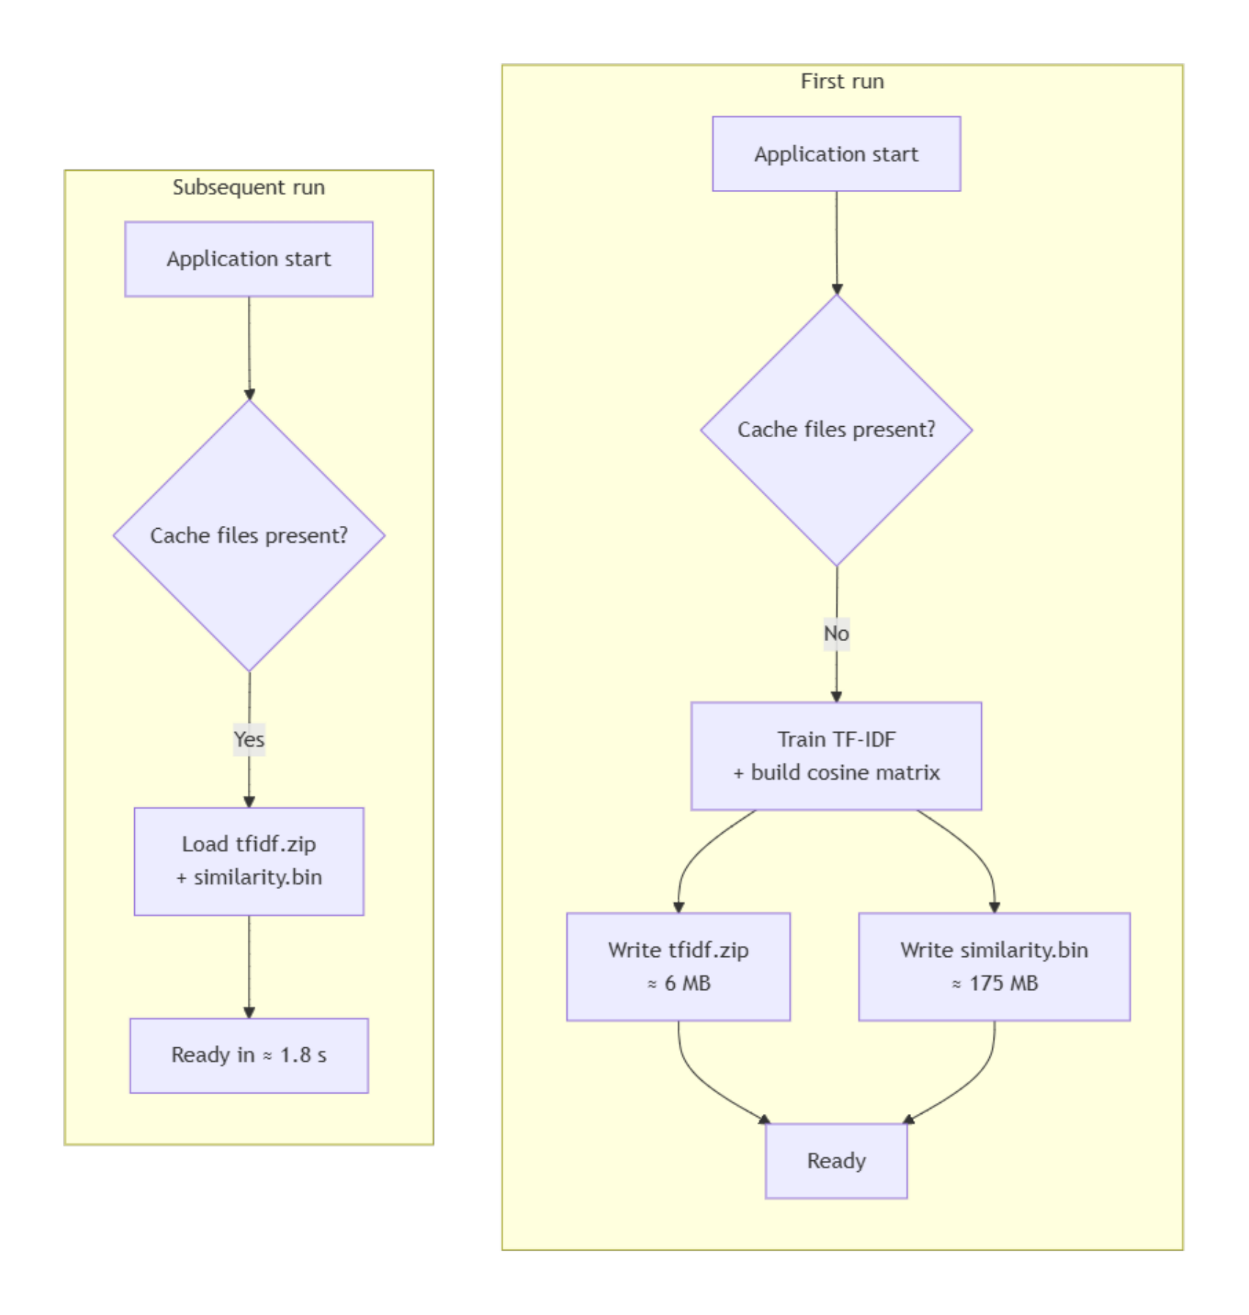 Subsequent run
Application start
Cache files present?
Yes
Load tfidf.zip
+ similarity.bin
Ready in ≈ 1.8 s
First run
Application start
Cache files present?
No
Train TF-IDF
+ build cosine matrix
Write tfidf.zip
≈ 6 MB
Write similarity.bin
≈ 175 MB
Ready